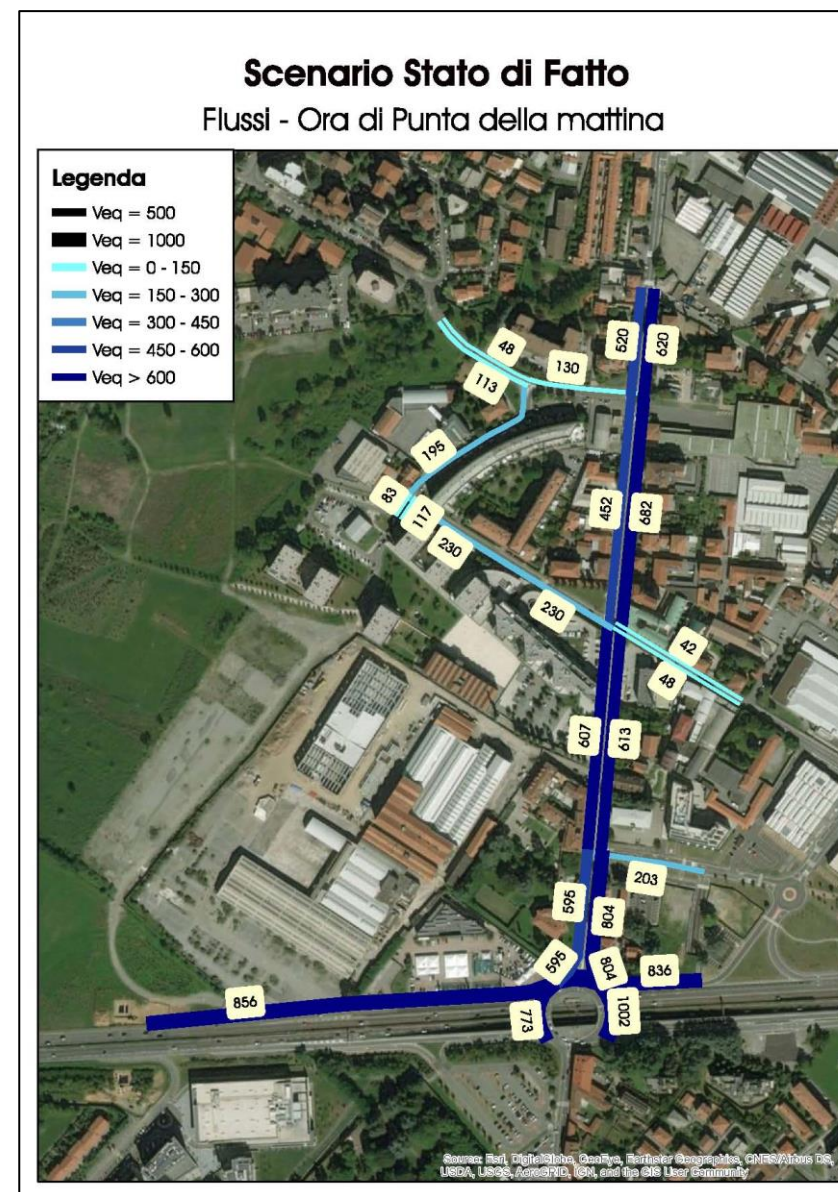 Scenario Stato di Fatto
Flussi - Ora di Punta della mattina
Legenda
Veq = 500
Veq = 1000
Veq = 0 - 150
Veq = 150 - 300
Veq = 300 - 450
Veq = 450 - 600
Veq > 600
520
620
48
130
113
195
83
117
452
682
230
230
42
48
607
613
203
595
804
595
804
836
856
773
1002
Source: Esri, DigitalGlobe, GeoEye, Earthstar Geographics, CNES/Airbus DS,
USDA, USGS, AeroGRID, IGN, and the GIS User Community